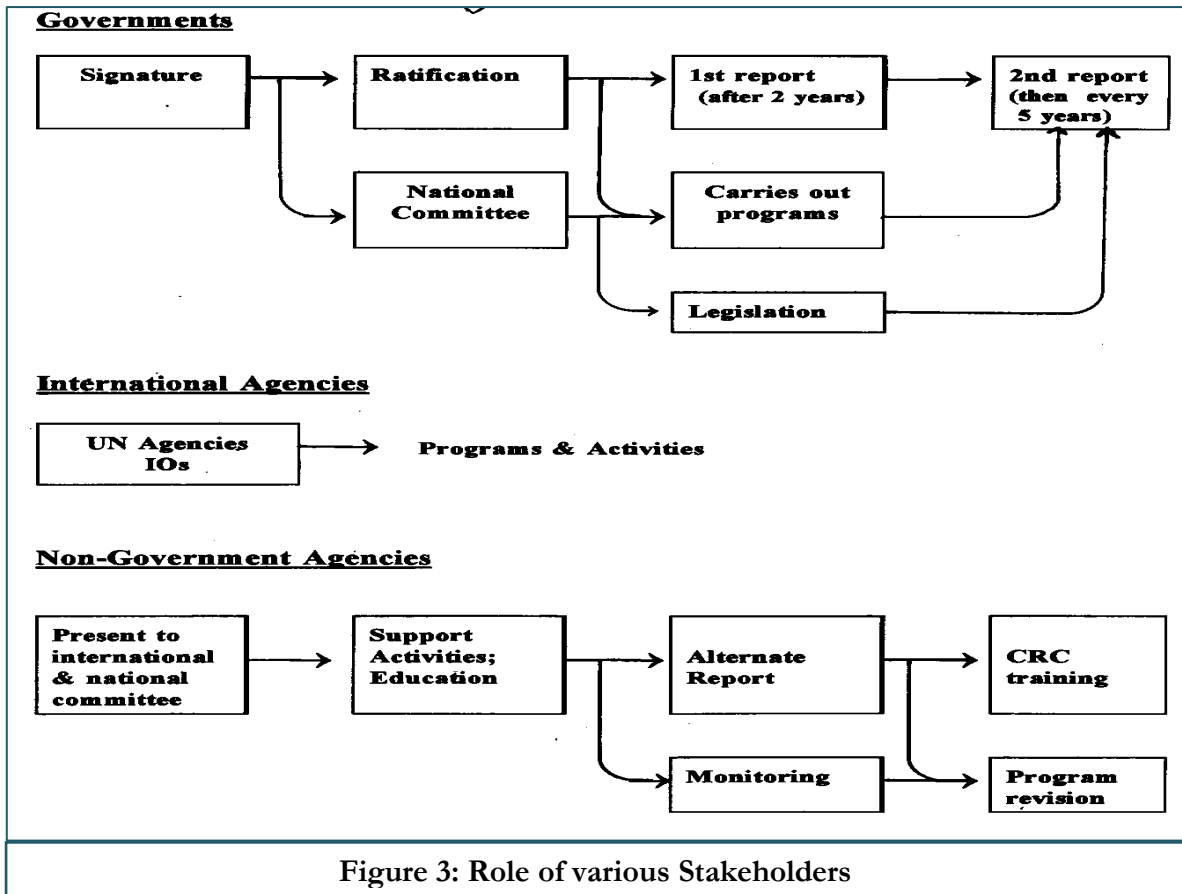 Governments
Signature
Ratification
1st report
(after 2 years)
2nd report
(then every
5 years)
National
Committee
Carries out
programs
Legislation
International Agencies
UN Agencies
IOs
Programs & Activities
Non-Government Agencies
Present to
international
& national
committee
Support
Activities;
Education
Alternate
Report
CRC
training
Monitoring
Program
revision
Figure 3: Role of various Stakeholders